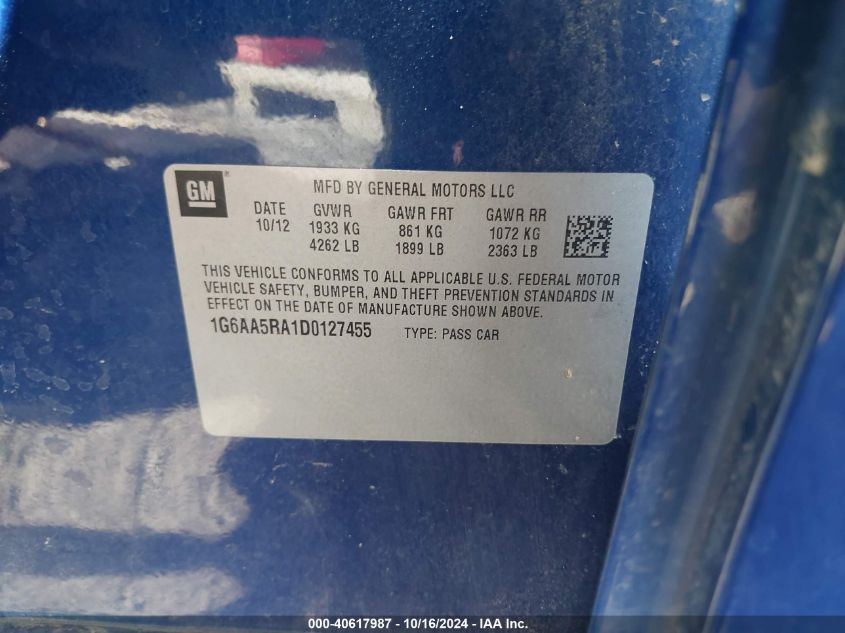 GM®
MFD BY GENERAL MOTORS LLC
DATE GVWR GAWR FRT GAWR RR
10/12 1933 KG 861 KG 1072 KG
4262 LB 1899 LB 2363 LB
THIS VEHICLE CONFORMS TO ALL APPLICABLE U.S. FEDERAL MOTOR
VEHICLE SAFETY, BUMPER, AND THEFT PREVENTION STANDARDS IN
EFFECT ON THE DATE OF MANUFACTURE SHOWN ABOVE.
1G6AA5RA1D0127455 TYPE: PASS CAR
000-40617987 - 10/16/2024 - IAA Inc.